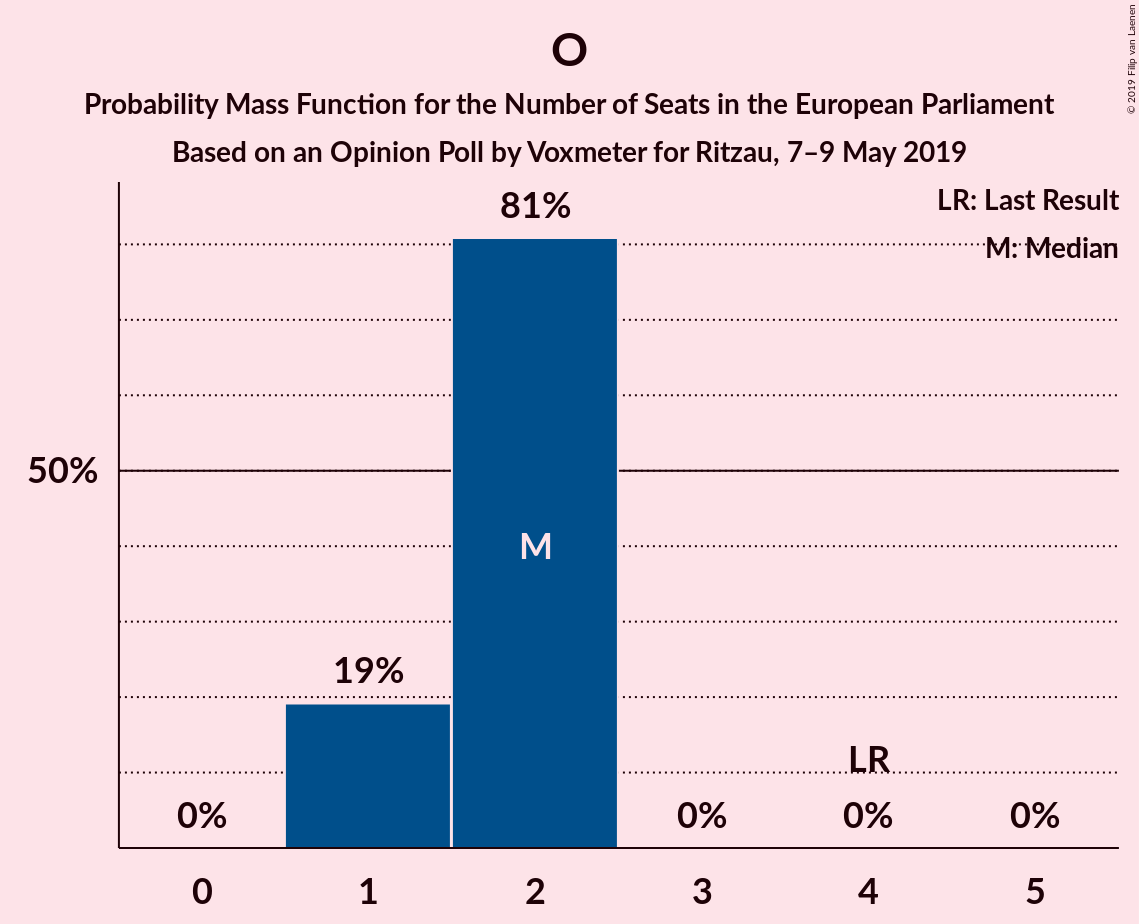 O
Probability Mass Function for the Number of Seats in the European Parliament
Based on an Opinion Poll by Voxmeter for Ritzau, 7–9 May 2019
© 2019 Filip van Laenen
LR: Last Result
M: Median
81%
50%
M
19%
LR
0%
0%
0%
0%
0
1
2
3
4
5